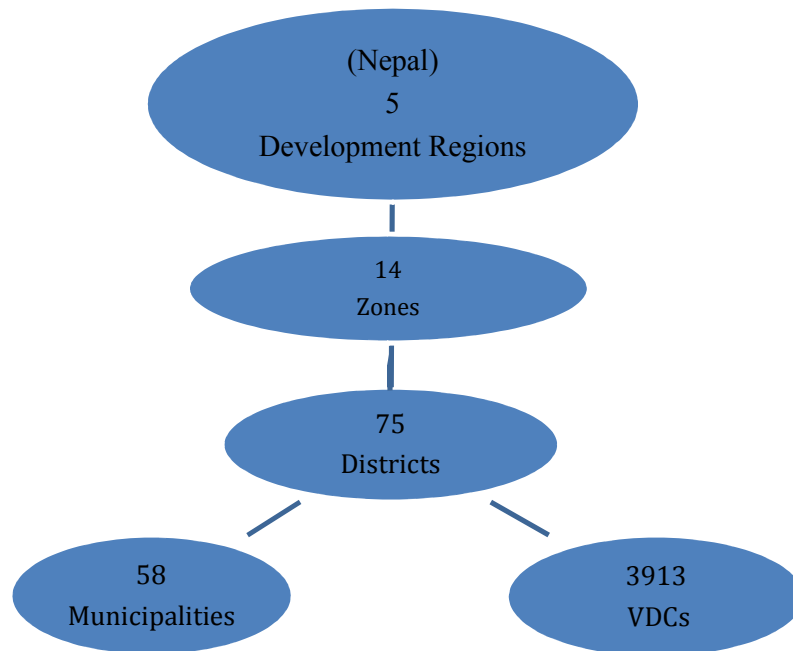 (Nepal)
5
Development Regions
14
Zones
75
Districts
58
Municipalities
3913
VDCs